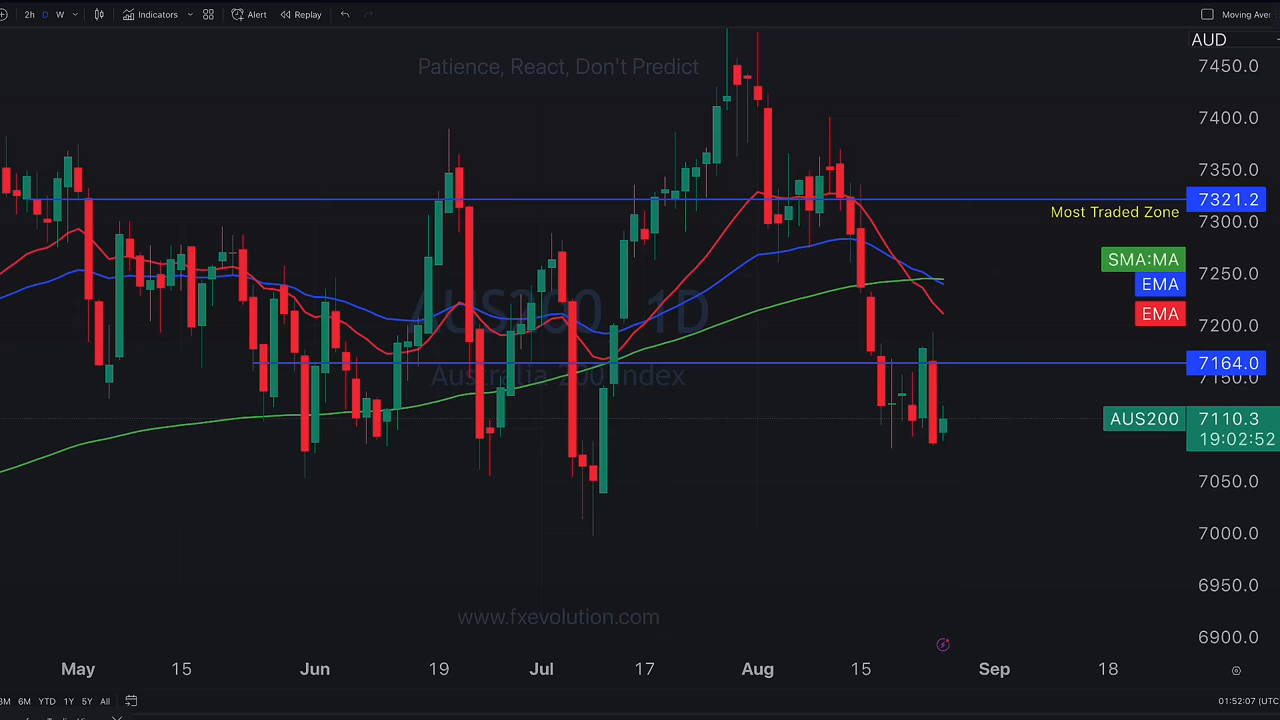 2h D W Indicators Alert Replay Moving Aver
AUD
Patience, React, Don't Predict
7450.0
7400.0
7350.0
7321.2
Most Traded Zone
7300.0
SMA:MA
7250.0
EMA
EMA
AUS200 1D
7200.0
7164.0
Australia 200 Index
7150.0
AUS200 7110.3
19:02:52
7050.0
7000.0
6950.0
www.fxevolution.com
6900.0
May 15 Jun 19 Jul 17 Aug 15 Sep 18
3M 6M YTD 1Y 5Y All 01:52:07 (UTC